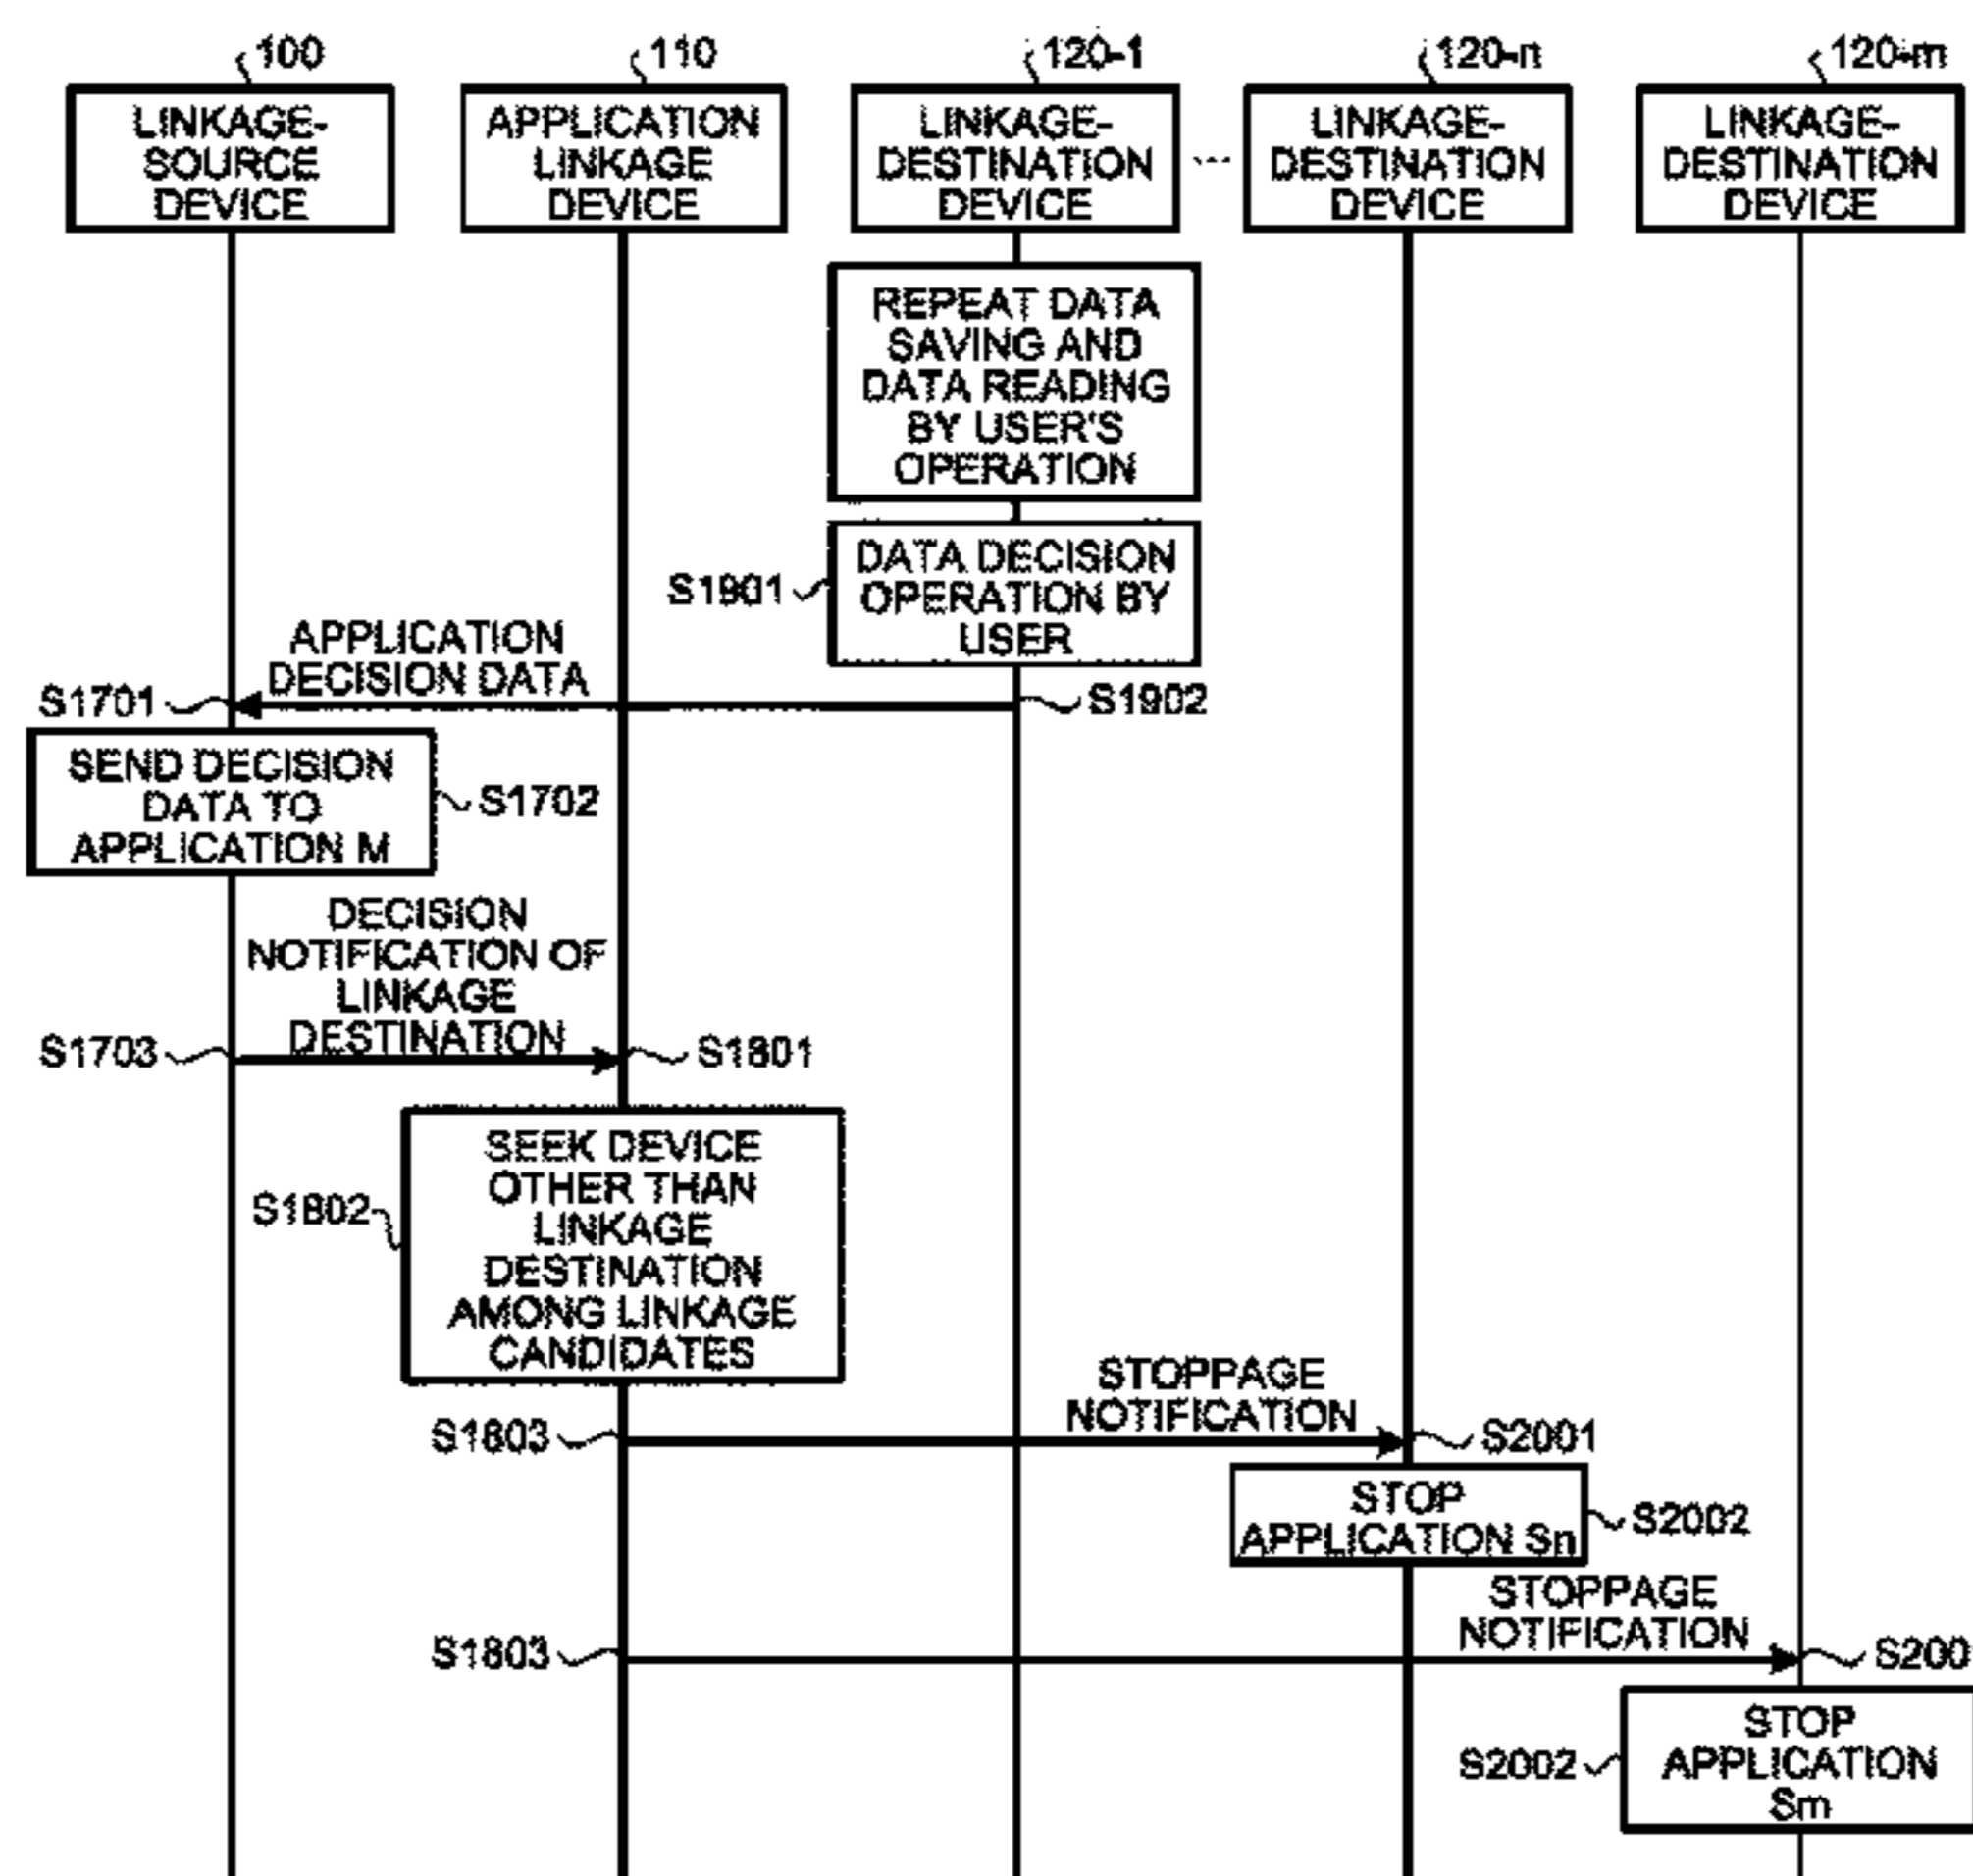 100
110
120-1
120-n
120-m
LINKAGE-
SOURCE
DEVICE
APPLICATION
LINKAGE
DEVICE
LINKAGE-
DESTINATION
DEVICE
LINKAGE-
DESTINATION
DEVICE
LINKAGE-
DESTINATION
DEVICE
REPEAT DATA
SAVING AND
DATA READING
BY USER'S
OPERATION
S1901
DATA DECISION
OPERATION BY
USER
APPLICATION
DECISION DATA
S1701
S1902
SEND DECISION
DATA TO
APPLICATION M
S1702
DECISION
NOTIFICATION OF
LINKAGE
DESTINATION
S1703
S1801
S1802
SEEK DEVICE
OTHER THAN
LINKAGE
DESTINATION
AMONG LINKAGE
CANDIDATES
STOPPAGE
NOTIFICATION
S1803
S2001
STOP
APPLICATION Sn
S2002
STOPPAGE
NOTIFICATION
S1803
S200
STOP
APPLICATION
Sm
S2002